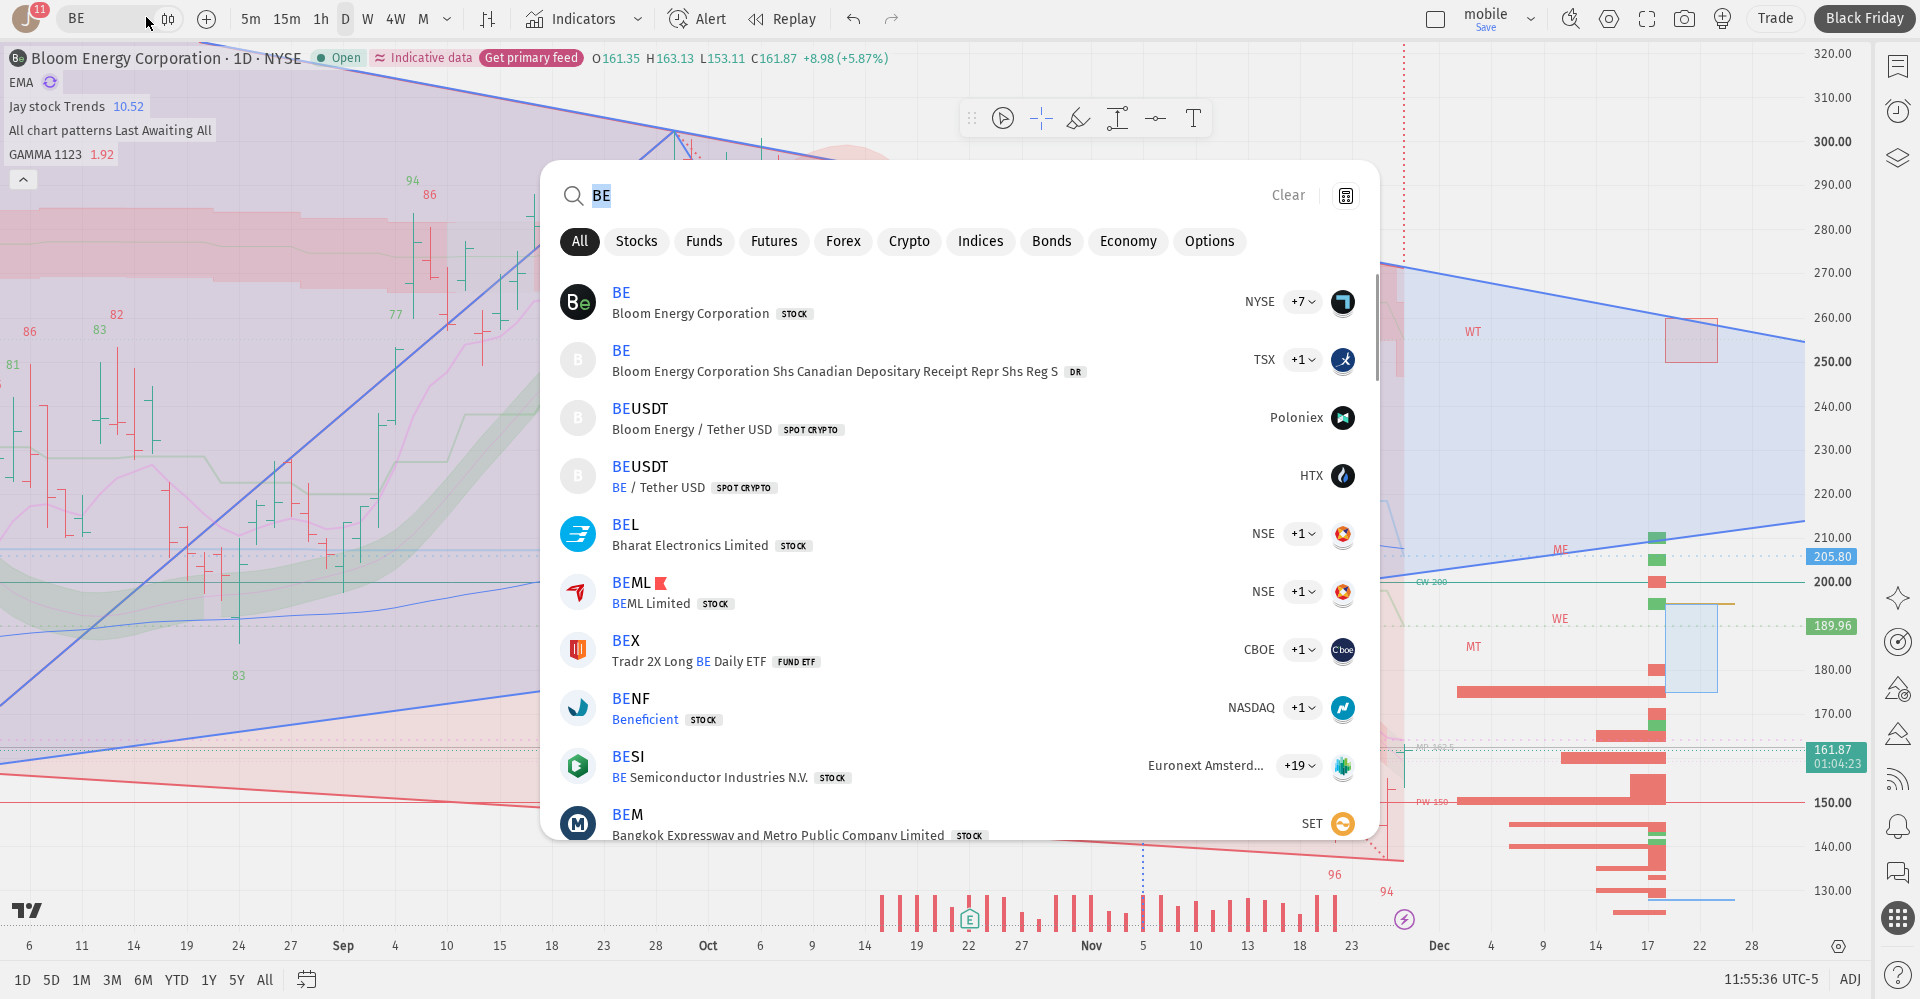 J 11 BE 5m 15m 1h D W 4W M Indicators Alert Replay mobile Save Trade Black Friday
Be Bloom Energy Corporation · 1D · NYSE Open Indicative data Get primary feed O161.35 H163.13 L153.11 C161.87 +8.98 (+5.87%)
EMA
Jay stock Trends 10.52
All chart patterns Last Awaiting All
GAMMA 1123 1.92
BE Clear
All Stocks Funds Futures Forex Crypto Indices Bonds Economy Options
BE
Bloom Energy Corporation STOCK
NYSE +7
BE
Bloom Energy Corporation Shs Canadian Depositary Receipt Repr Shs Reg S DR
TSX +1
B
BEUSDT
Bloom Energy / Tether USD SPOT CRYPTO
Poloniex
B
BEUSDT
BE / Tether USD SPOT CRYPTO
HTX
B
BEL
Bharat Electronics Limited STOCK
NSE +1
BEML
BEML Limited STOCK
NSE +1
BEX
Tradr 2X Long BE Daily ETF FUND ETF
CBOE +1 Cboe
BENF
Beneficient STOCK
NASDAQ +1
BESI
BE Semiconductor Industries N.V. STOCK
Euronext Amsterd... +19
BEM
Bangkok Expressway and Metro Public Company Limited STOCK
SET
94
86
86
82
83
81
77
83
96
94
WT
ME
WE
MT
CW 200
PW 150
320.00
310.00
300.00
290.00
280.00
270.00
260.00
250.00
240.00
230.00
220.00
210.00
205.80
200.00
189.96
180.00
170.00
161.87
01:04:23
150.00
140.00
130.00
E
6 11 14 19 24 27 Sep 4 10 15 18 23 28 Oct 6 9 14 19 22 27 Nov 5 10 13 18 23 Dec 4 9 14 17 22 28
1D 5D 1M 3M 6M YTD 1Y 5Y All 11:55:36 UTC-5 ADJ